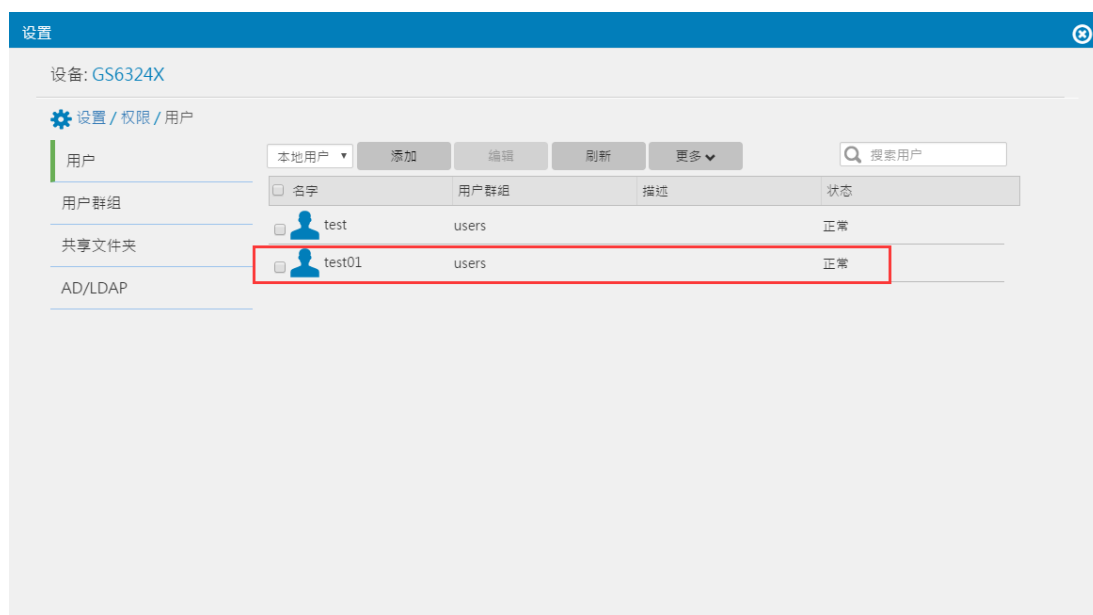 设置
设备: GS6324X
设置 / 权限 / 用户
用户
用户群组
共享文件夹
AD/LDAP
本地用户 添加 编辑 刷新 更多 搜索用户
名字 用户群组 描述 状态
test users 正常
test01 users 正常